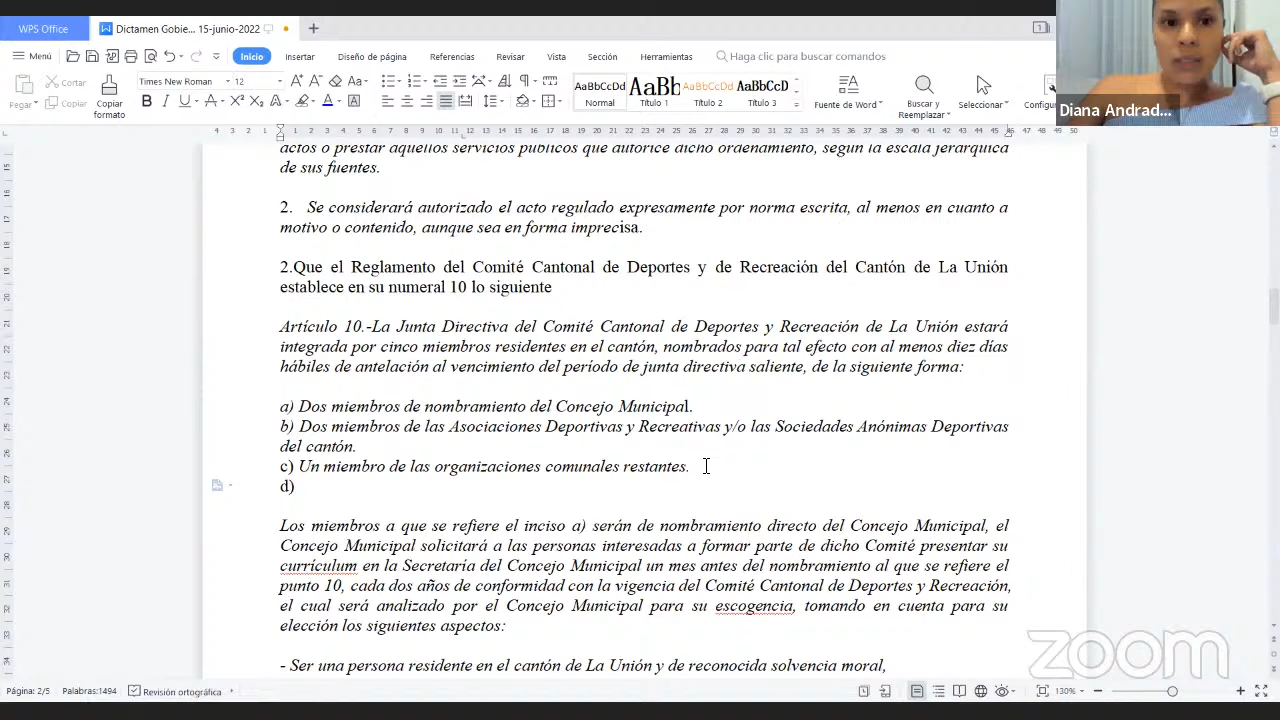 WPS Office
Dictamen Gobie... 15-junio-2022
Menú
Inicio
Insertar
Diseño de página
Referencias
Revisar
Vista
Sección
Herramientas
Haga clic para buscar comandos
Pegar
Cortar
Copiar
Copiar formato
Times New Roman
12
AaBbCcDd
Normal
AaBb
Título 1
AaBbCcDd
Título 2
AaBbCcD
Título 3
Fuente de Word
Buscar y Reemplazar
Seleccionar
Configu
Diana Andrad...
actos o prestar aquellos servicios públicos que autorice dicho ordenamiento, según la escala jerárquica
de sus fuentes.
2. Se considerará autorizado el acto regulado expresamente por norma escrita, al menos en cuanto a
motivo o contenido, aunque sea en forma imprecisa.
2.Que el Reglamento del Comité Cantonal de Deportes y de Recreación del Cantón de La Unión
establece en su numeral 10 lo siguiente
Artículo 10.-La Junta Directiva del Comité Cantonal de Deportes y Recreación de La Unión estará
integrada por cinco miembros residentes en el cantón, nombrados para tal efecto con al menos diez días
hábiles de antelación al vencimiento del período de junta directiva saliente, de la siguiente forma:
a) Dos miembros de nombramiento del Concejo Municipal.
b) Dos miembros de las Asociaciones Deportivas y Recreativas y/o las Sociedades Anónimas Deportivas
del cantón.
c) Un miembro de las organizaciones comunales restantes.
d)
Los miembros a que se refiere el inciso a) serán de nombramiento directo del Concejo Municipal, el
Concejo Municipal solicitará a las personas interesadas a formar parte de dicho Comité presentar su
currículum en la Secretaría del Concejo Municipal un mes antes del nombramiento al que se refiere el
punto 10, cada dos años de conformidad con la vigencia del Comité Cantonal de Deportes y Recreación,
el cual será analizado por el Concejo Municipal para su escogencia, tomando en cuenta para su
elección los siguientes aspectos:
- Ser una persona residente en el cantón de La Unión y de reconocida solvencia moral,
zoom
Página: 2/5
Palabras:1494
Revisión ortográfica
130%